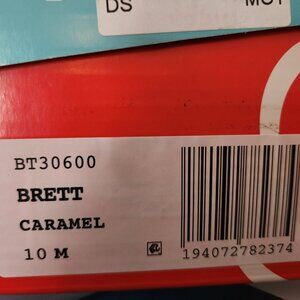 DS
BT30600
BRETT
CARAMEL
10 M
194072782374